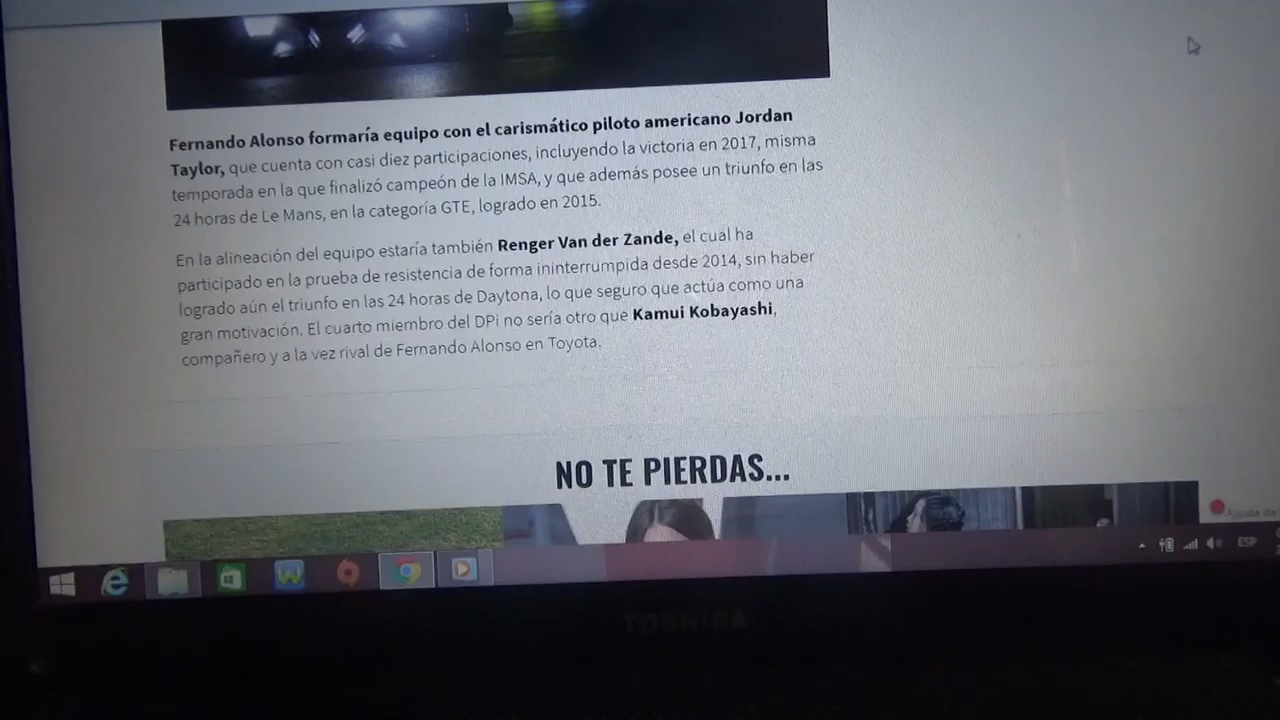 Fernando Alonso formaría equipo con el carismático piloto americano Jordan
Taylor, que cuenta con casi diez participaciones, incluyendo la victoria en 2017, misma
temporada en la que finalizó campeón de la IMSA, y que además posee un triunfo en las
24 horas de Le Mans, en la categoría GTE, logrado en 2015.
En la alineación del equipo estaría también Renger Van der Zande, el cual ha
participado en la prueba de resistencia de forma ininterrumpida desde 2014, sin haber
logrado aún el triunfo en las 24 horas de Daytona, lo que seguro que actúa como una
gran motivación. El cuarto miembro del DPi no sería otro que Kamui Kobayashi,
compañero y a la vez rival de Fernando Alonso en Toyota.
NO TE PIERDAS...
Ajuste de
ESP
TOSHIBA